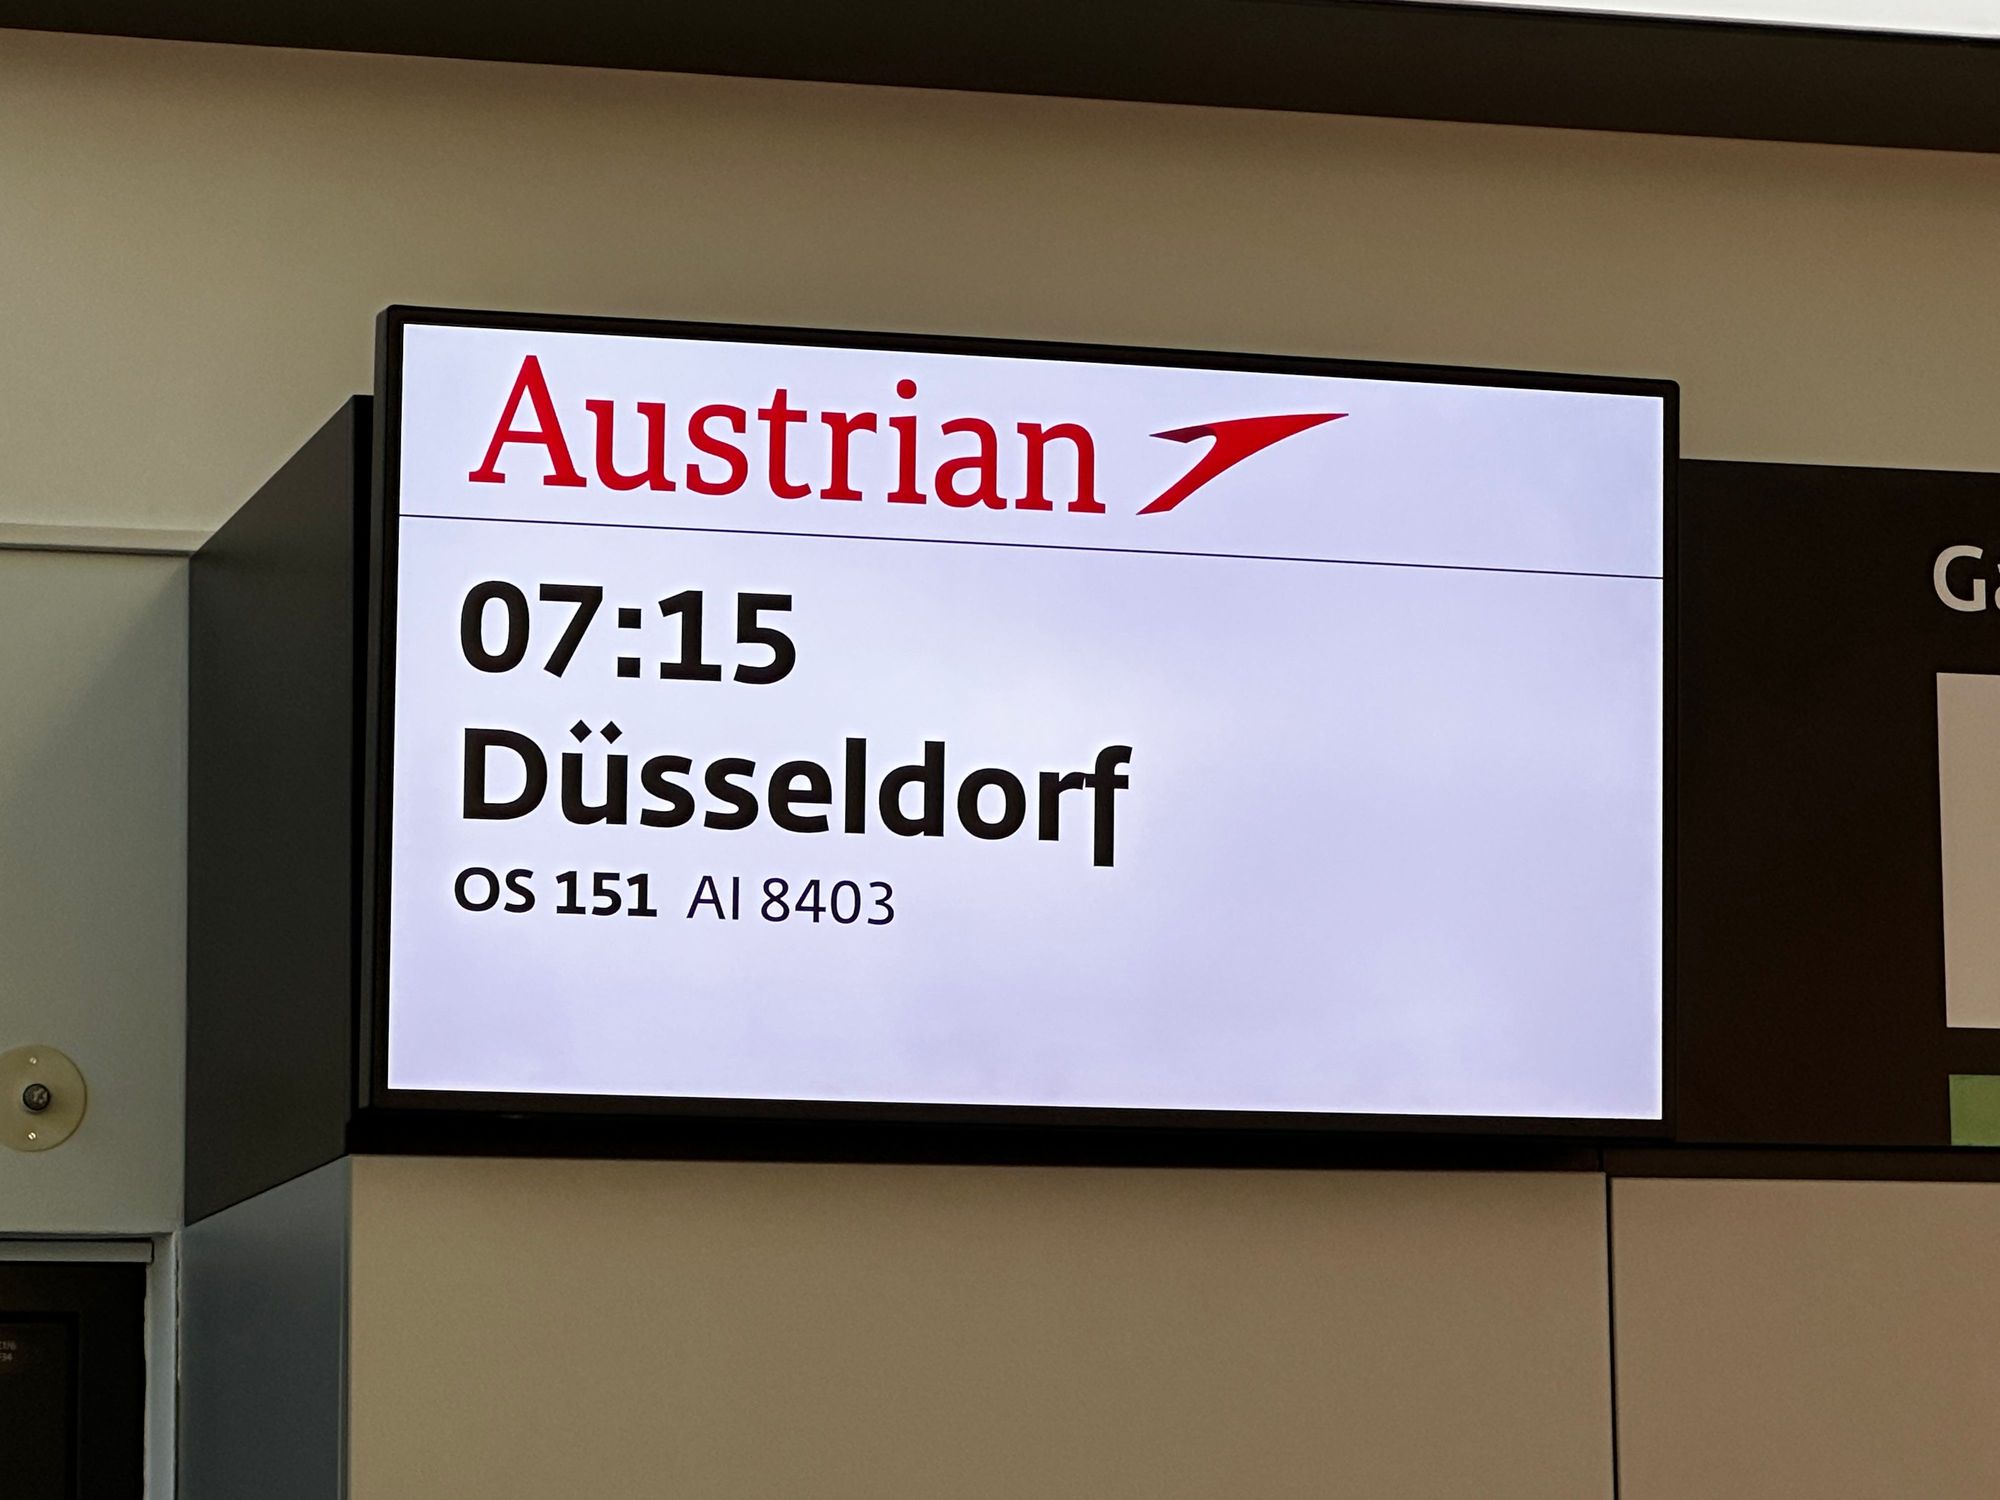 Austrian
07:15
Düsseldorf
OS 151 AI 8403